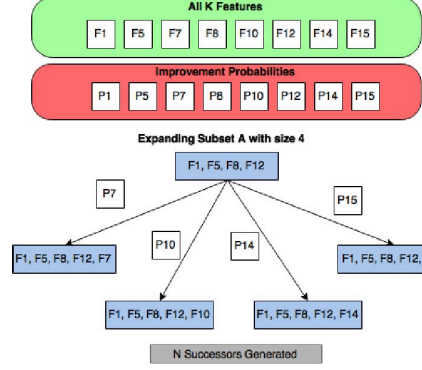 All K Features
F1 F5 F7 F8 F10 F12 F14 F15
Improvement Probabilities
P1 P5 P7 P8 P10 P12 P14 P15
Expanding Subset A with size 4
F1, F5, F8, F12
P7
P15
P10
P14
F1, F5, F8, F12, F7
F1, F5, F8, F12,
F1, F5, F8, F12, F10
F1, F5, F8, F12, F14
N Successors Generated